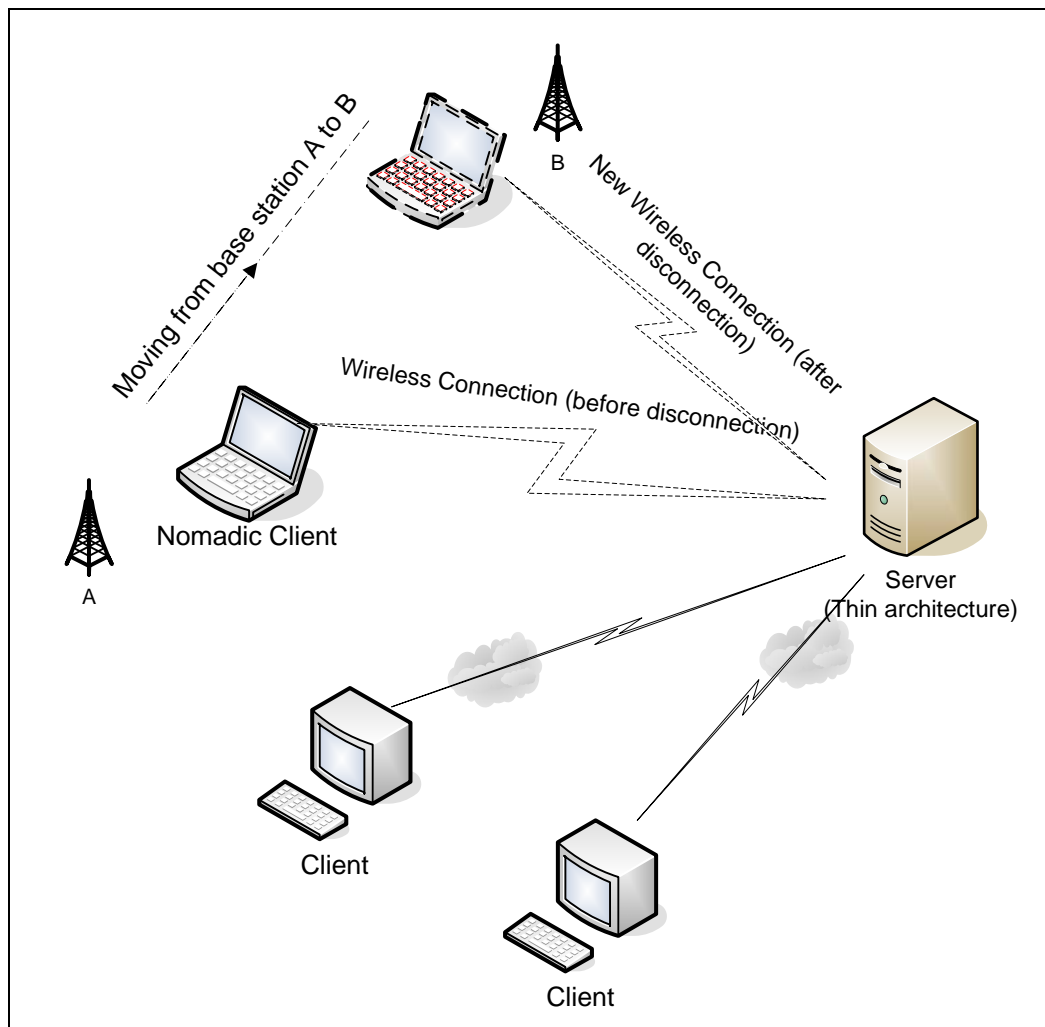 B
Moving from base station A to B
New Wireless Connection (after
disconnection)
Wireless Connection (before disconnection)
Nomadic Client
A
Server
(Thin architecture)
Client
Client